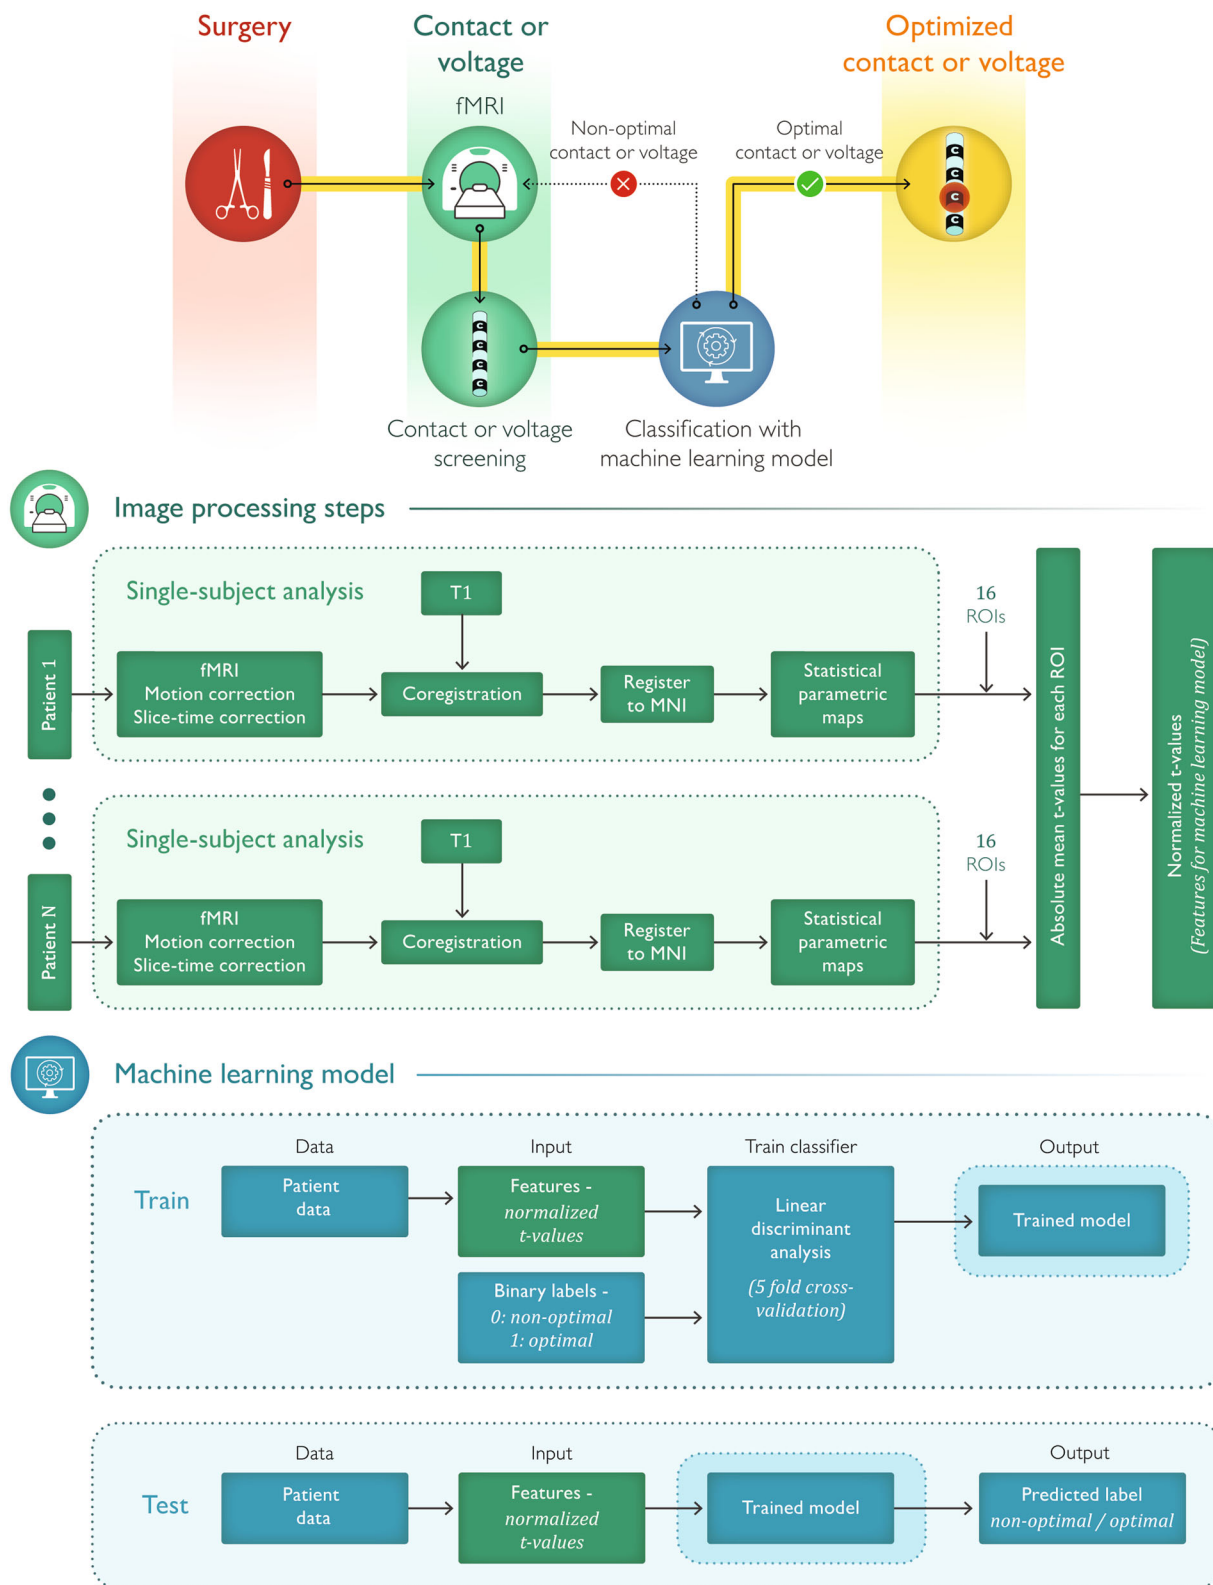 Surgery
Contact or
voltage
Optimized
contact or voltage
fMRI
Non-optimal
contact or voltage
Optimal
contact or voltage
C
C
C
C
C
C
C
C
Contact or voltage
screening
Classification with
machine learning model
Image processing steps
Single-subject analysis
T1
16
ROIs
Patient 1
fMRI
Motion correction
Slice-time correction
Coregistration
Register
to MNI
Statistical
parametric
maps
Absolute mean t-values for each ROI
Normalized t-values
(Features for machine learning model)
Single-subject analysis
T1
16
ROIs
Patient N
fMRI
Motion correction
Slice-time correction
Coregistration
Register
to MNI
Statistical
parametric
maps
Machine learning model
Data
Input
Train classifier
Output
Train
Patient
data
Features -
normalized
t-values
Binary labels -
0: non-optimal
1: optimal
Linear
discriminant
analysis
(5 fold cross-
validation)
Trained model
Data
Input
Output
Test
Patient
data
Features -
normalized
t-values
Trained model
Predicted label
non-optimal / optimal